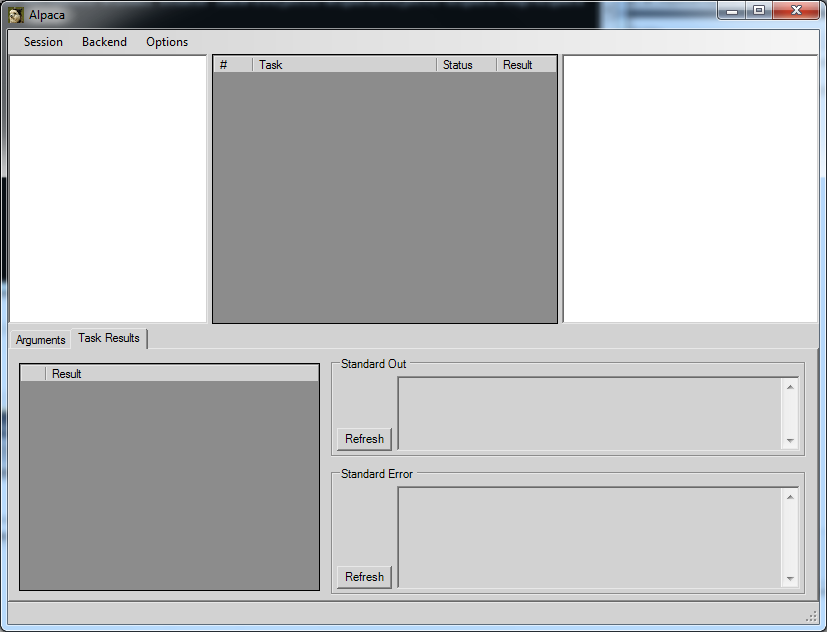 Alpaca
Session Backend Options
# Task Status Result
Arguments Task Results
Result
Standard Out
Refresh
Standard Error
Refresh